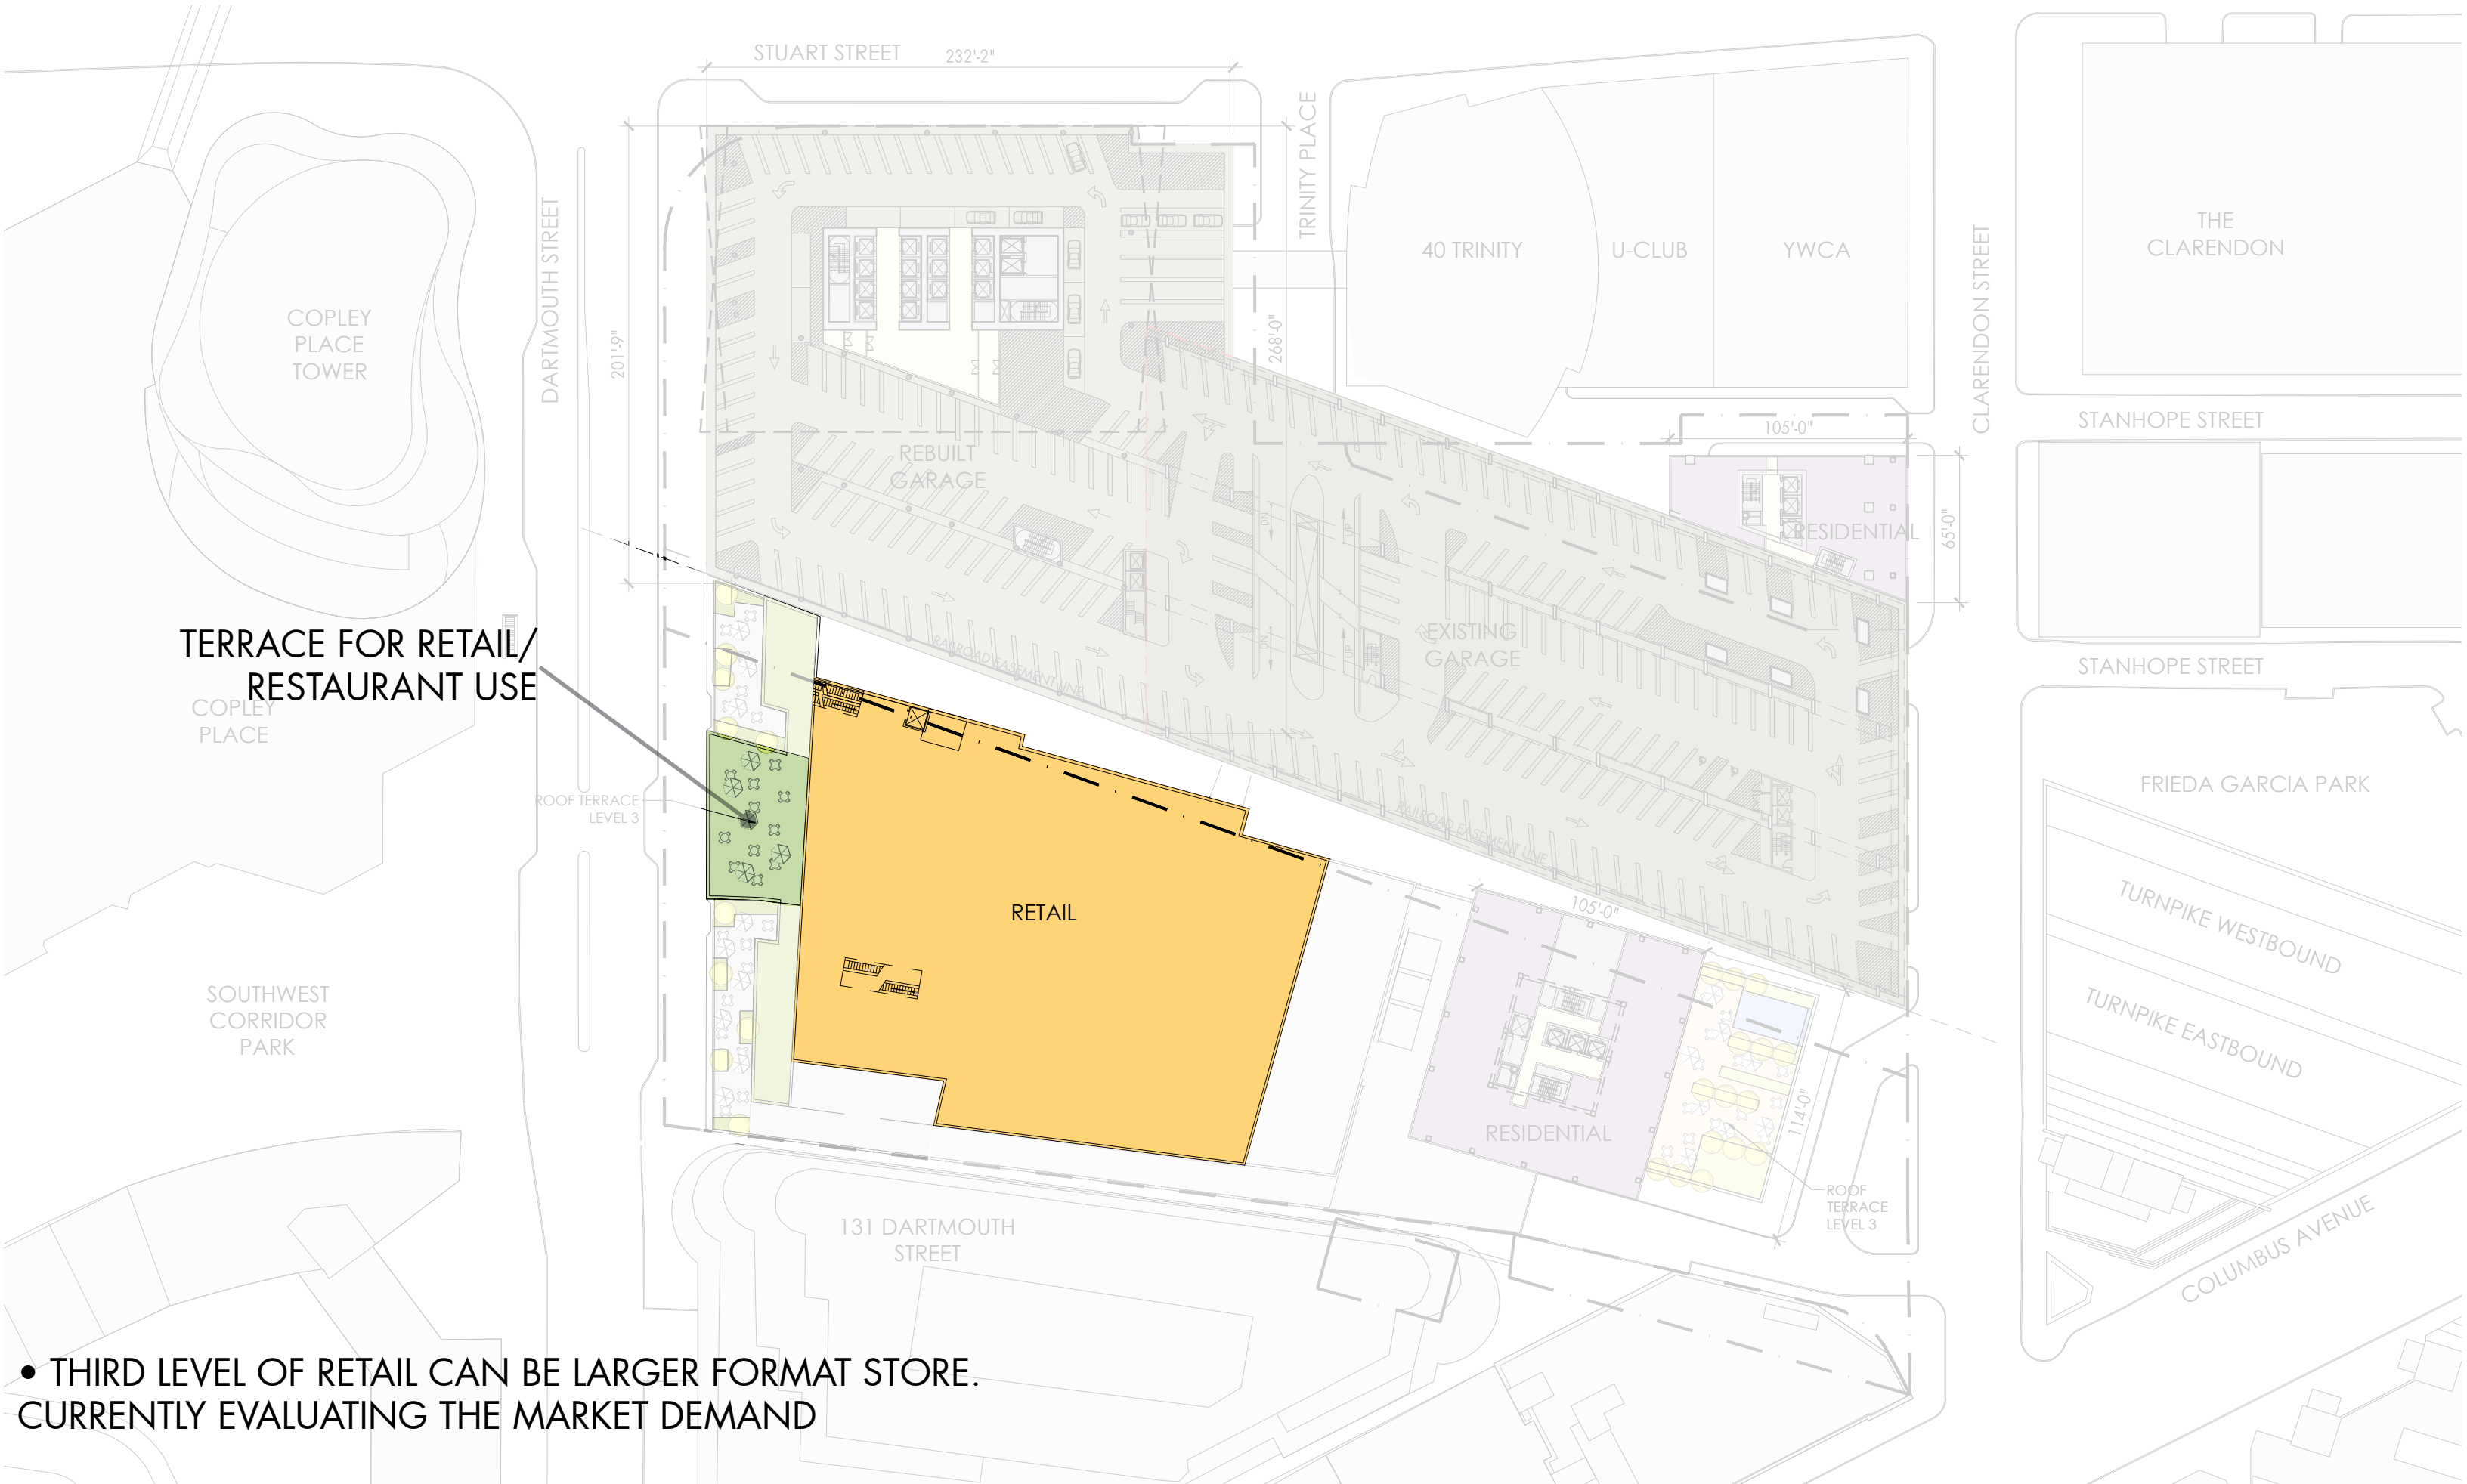 STUART STREET
232'-2"
TRINITY PLACE
DARTMOUTH STREET
201'-9"
268'-0"
40 TRINITY
U-CLUB
YWCA
THE
CLARENDON
CLARENDON STREET
COPLEY
PLACE
TOWER
STANHOPE STREET
105'-0"
REBUILT
GARAGE
RESIDENTIAL
65'-0"
DN
UP
DN
UP
EXISTING
GARAGE
RAILROAD EASEMENT LINE
STANHOPE STREET
TERRACE FOR RETAIL/
RESTAURANT USE
COPLEY
PLACE
ROOF TERRACE
LEVEL 3
RAILROAD EASEMENT LINE
FRIEDA GARCIA PARK
RETAIL
105'-0"
TURNPIKE WESTBOUND
TURNPIKE EASTBOUND
SOUTHWEST
CORRIDOR
PARK
RESIDENTIAL
114'-0"
ROOF
TERRACE
LEVEL 3
131 DARTMOUTH
STREET
COLUMBUS AVENUE
• THIRD LEVEL OF RETAIL CAN BE LARGER FORMAT STORE.
CURRENTLY EVALUATING THE MARKET DEMAND